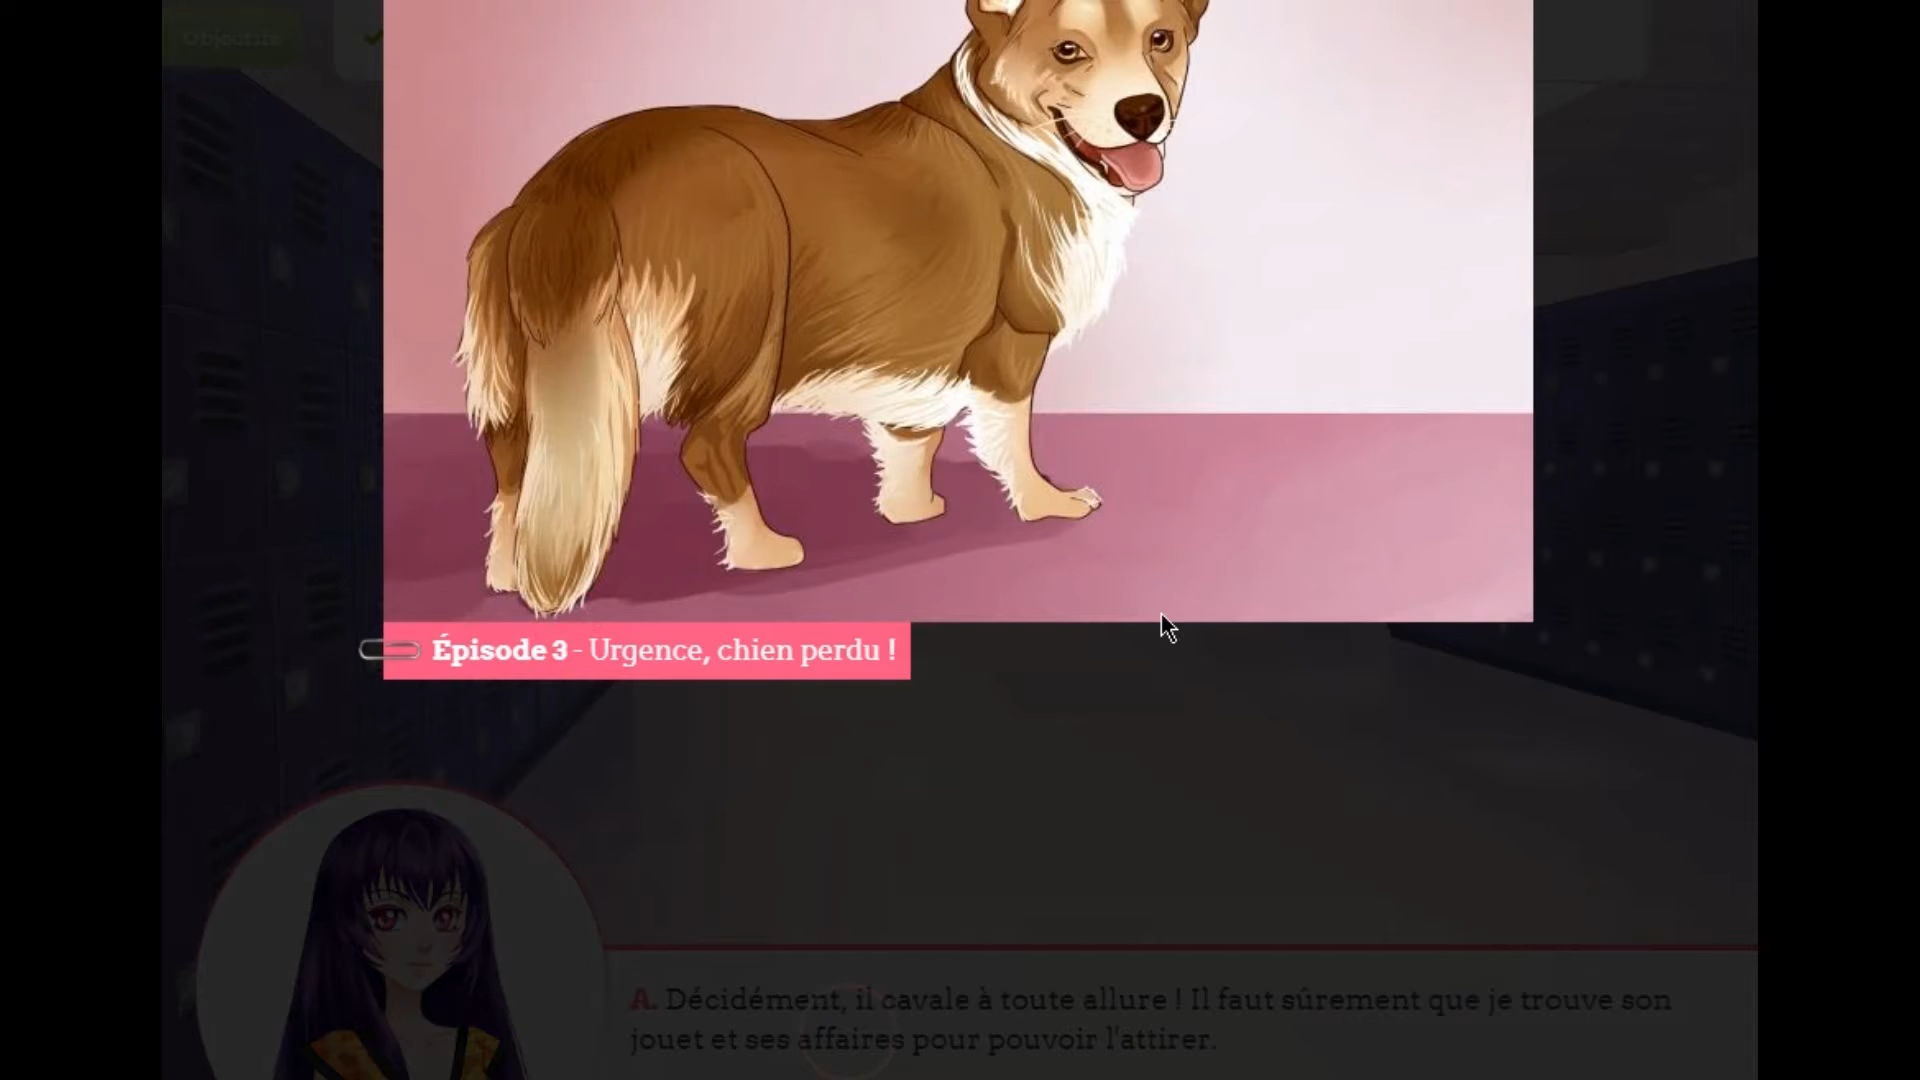 Objectifs
Épisode 3 - Urgence, chien perdu !
A. Décidément, il cavale à toute allure ! Il faut sûrement que je trouve son
jouet et ses affaires pour pouvoir l'attirer.